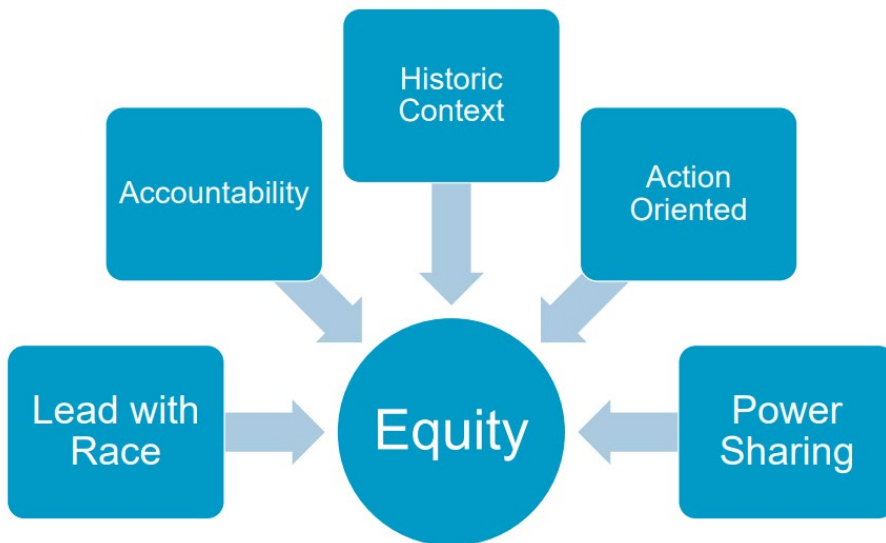 Historic
Context
Accountability
Action
Oriented
Lead with
Race
Equity
Power
Sharing